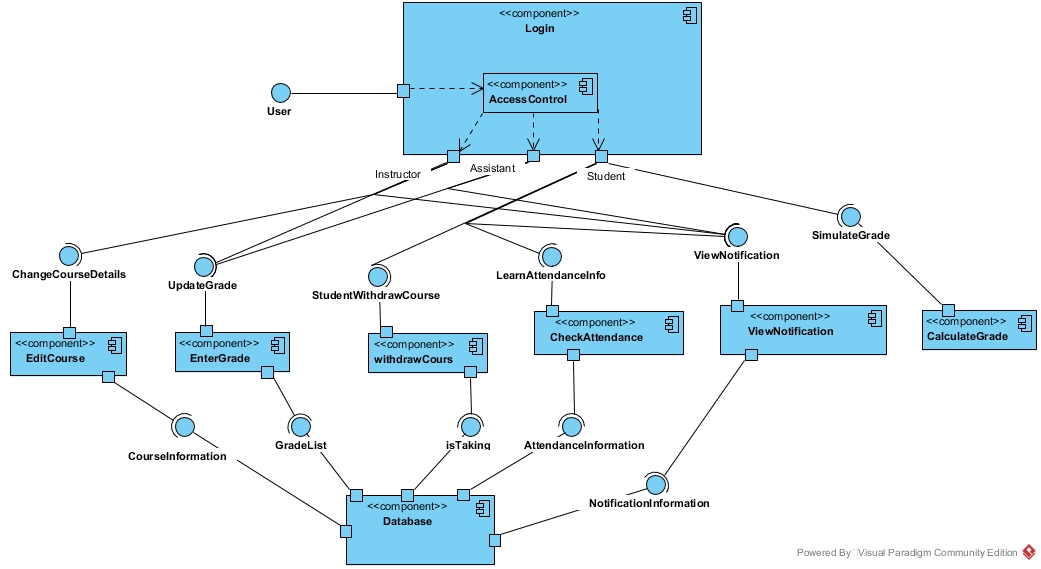 <<component>>
Login
<<component>>
AccessControl
User
Instructor
Assistant
Student
SimulateGrade
ViewNotification
ChangeCourseDetails
UpdateGrade
StudentWithdrawCourse
LearnAttendanceInfo
<<component>>
EditCourse
<<component>>
EnterGrade
<<component>>
withdrawCours
<<component>>
CheckAttendance
<<component>>
ViewNotification
<<component>>
CalculateGrade
CourseInformation
GradeList
isTaking
AttendanceInformation
NotificationInformation
<<component>>
Database
Powered By Visual Paradigm Community Edition